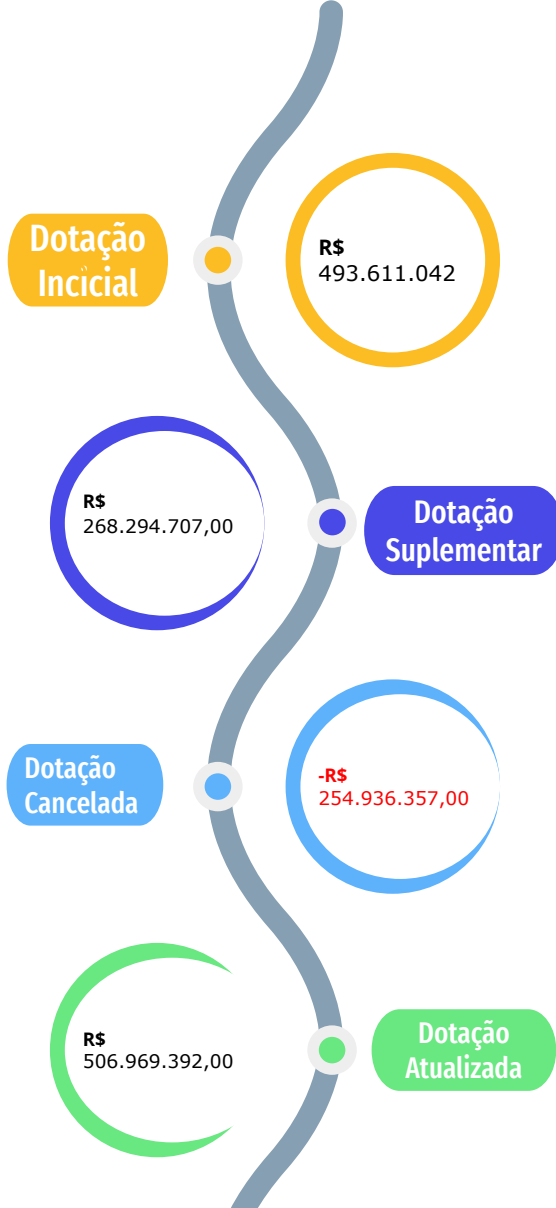 Dotação
Incicial
R$
493.611.042
R$
268.294.707,00
Dotação
Suplementar
Dotação
Cancelada
-R$
254.936.357,00
R$
506.969.392,00
Dotação
Atualizada